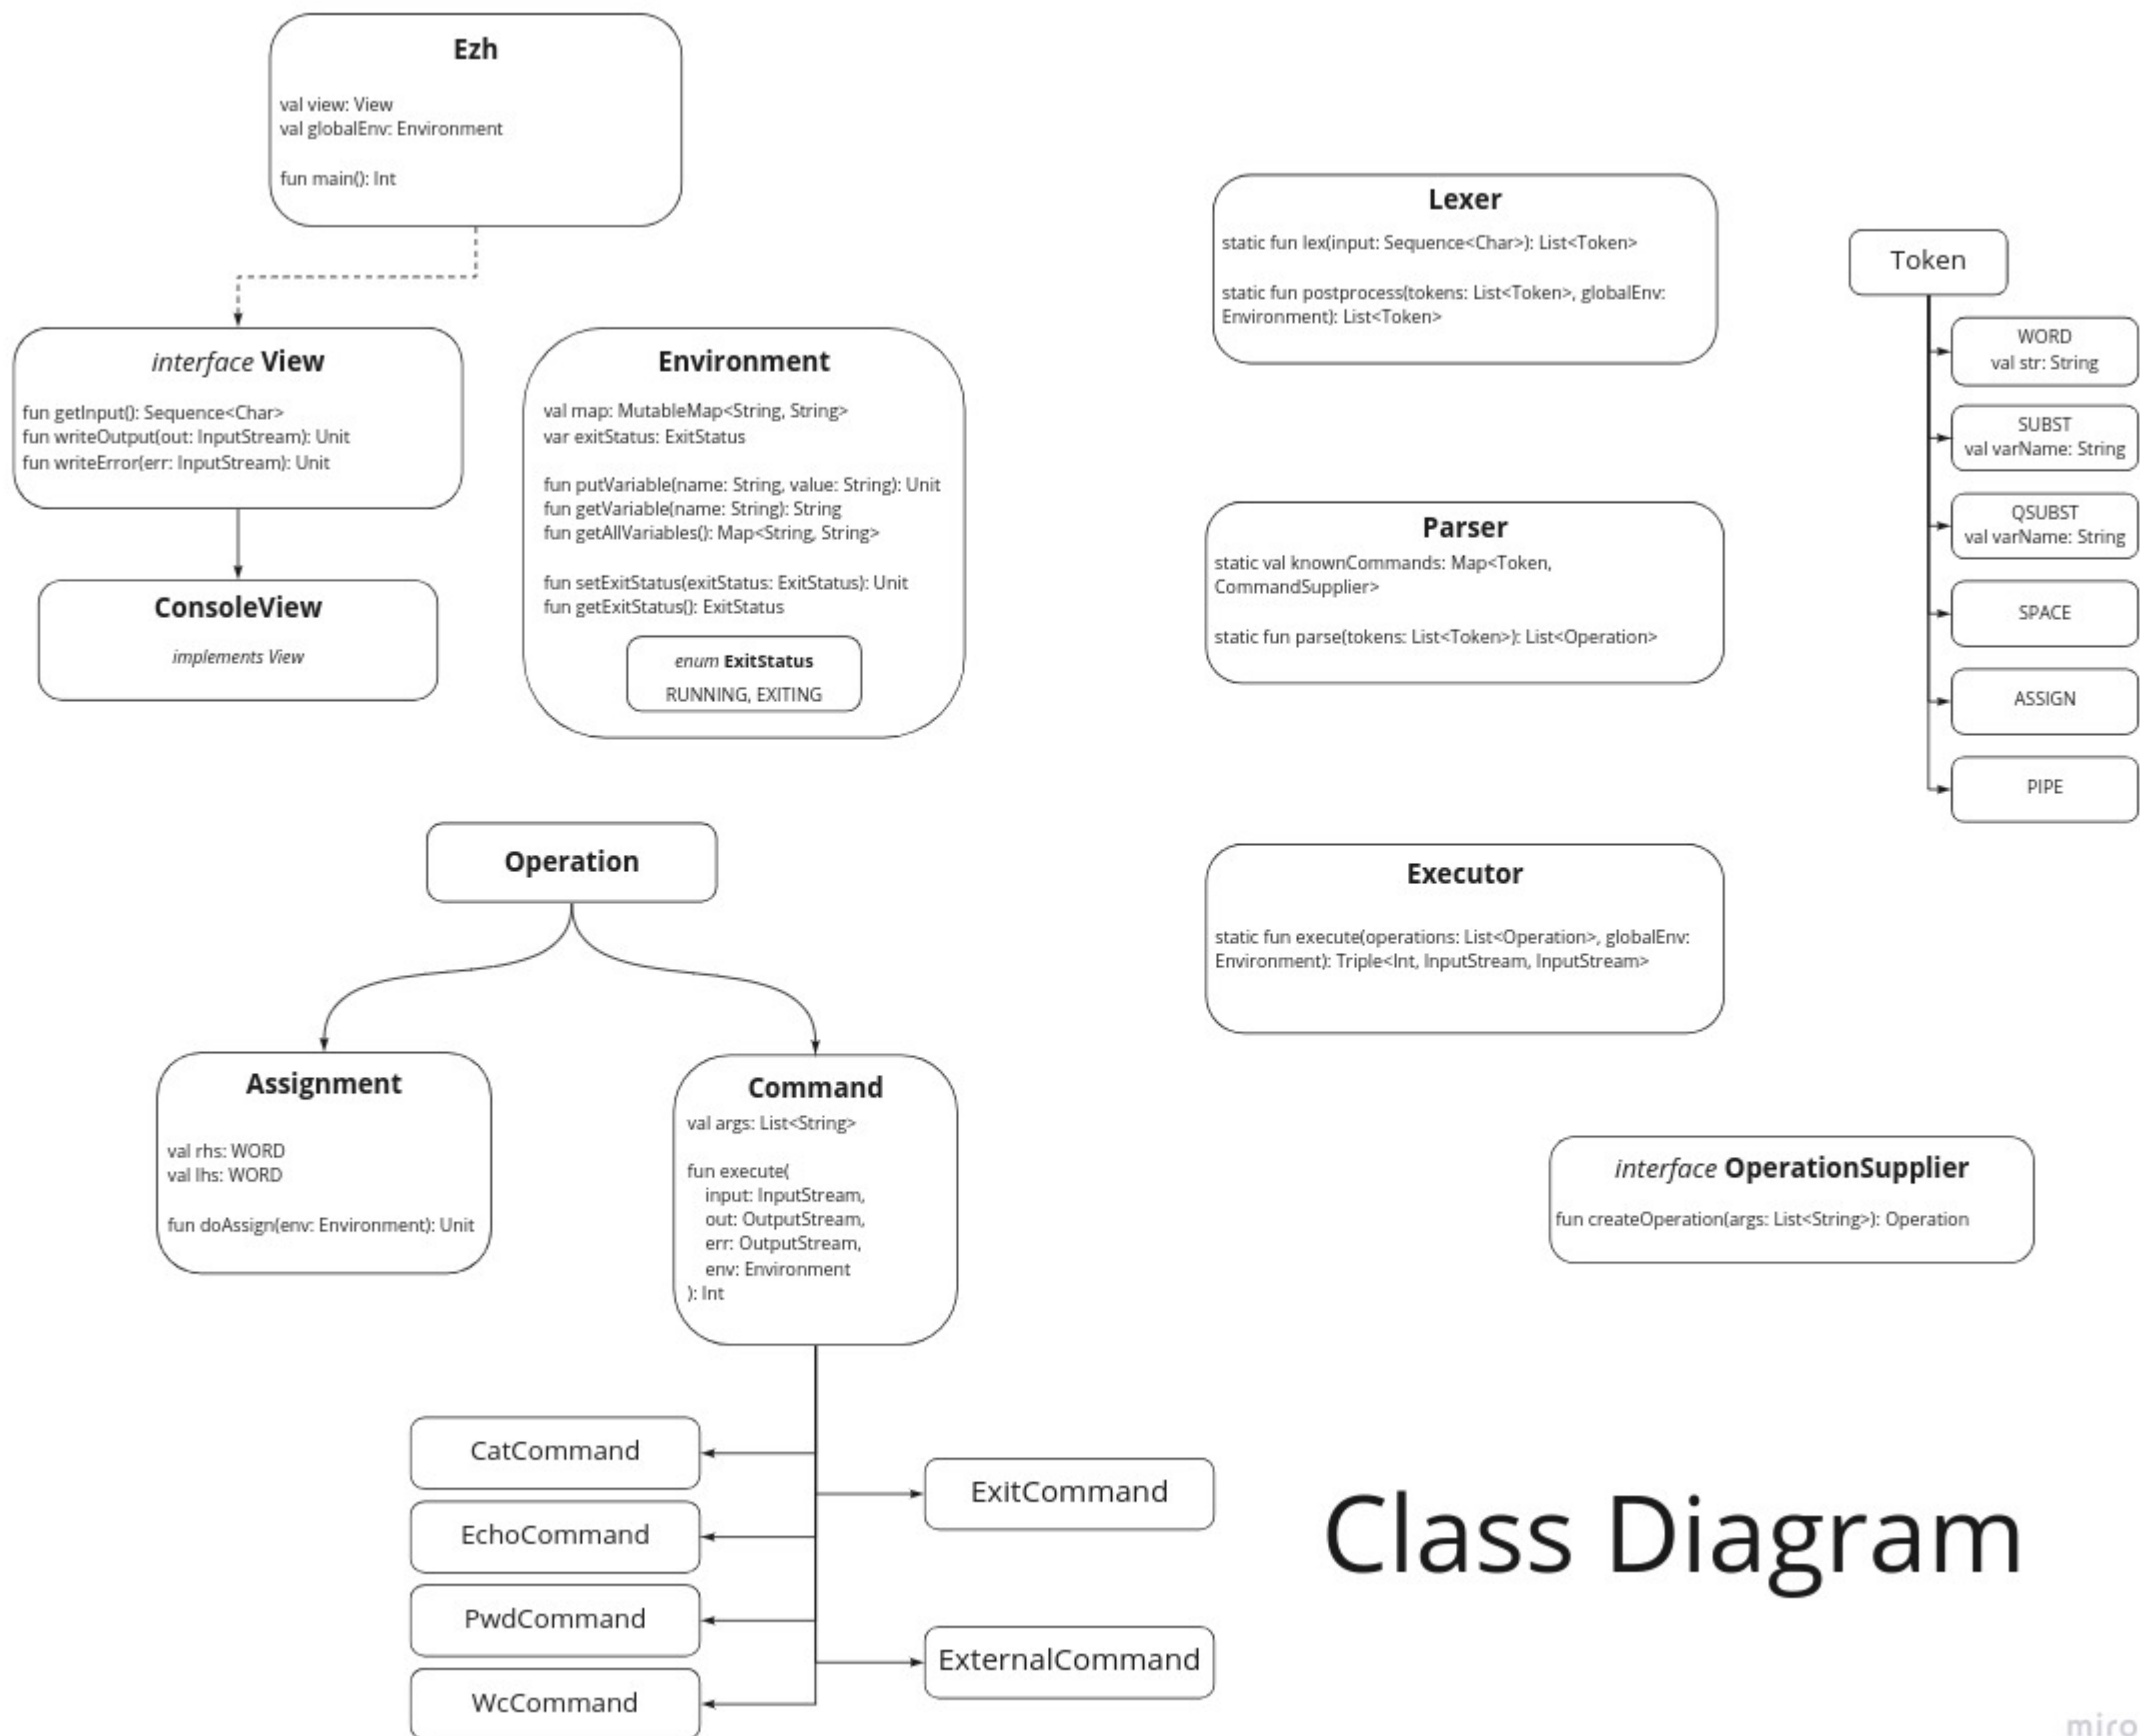 Ezh
val view: View
val globalEnv: Environment
fun main(): Int
interface View
fun getInput(): Sequence<Char>
fun writeOutput(out: InputStream): Unit
fun writeError(err: InputStream): Unit
ConsoleView
implements View
Environment
val map: MutableMap<String, String>
var exitStatus: ExitStatus
fun putVariable(name: String, value: String): Unit
fun getVariable(name: String): String
fun getAllVariables(): Map<String, String>
fun setExitStatus(exitStatus: ExitStatus): Unit
fun getExitStatus(): ExitStatus
enum ExitStatus
RUNNING, EXITING
Lexer
static fun lex(input: Sequence<Char>): List<Token>
static fun postprocess(tokens: List<Token>, globalEnv:
Environment): List<Token>
Parser
static val knownCommands: Map<Token,
CommandSupplier>
static fun parse(tokens: List<Token>): List<Operation>
Token
WORD
val str: String
SUBST
val varName: String
QSUBST
val varName: String
SPACE
ASSIGN
PIPE
Executor
static fun execute(operations: List<Operation>, globalEnv:
Environment): Triple<Int, InputStream, InputStream>
interface OperationSupplier
fun createOperation(args: List<String>): Operation
Operation
Assignment
val rhs: WORD
val lhs: WORD
fun doAssign(env: Environment): Unit
Command
val args: List<String>
fun execute(
input: InputStream,
out: OutputStream,
err: OutputStream,
env: Environment
): Int
CatCommand
EchoCommand
PwdCommand
WcCommand
ExitCommand
ExternalCommand
Class Diagram
miro